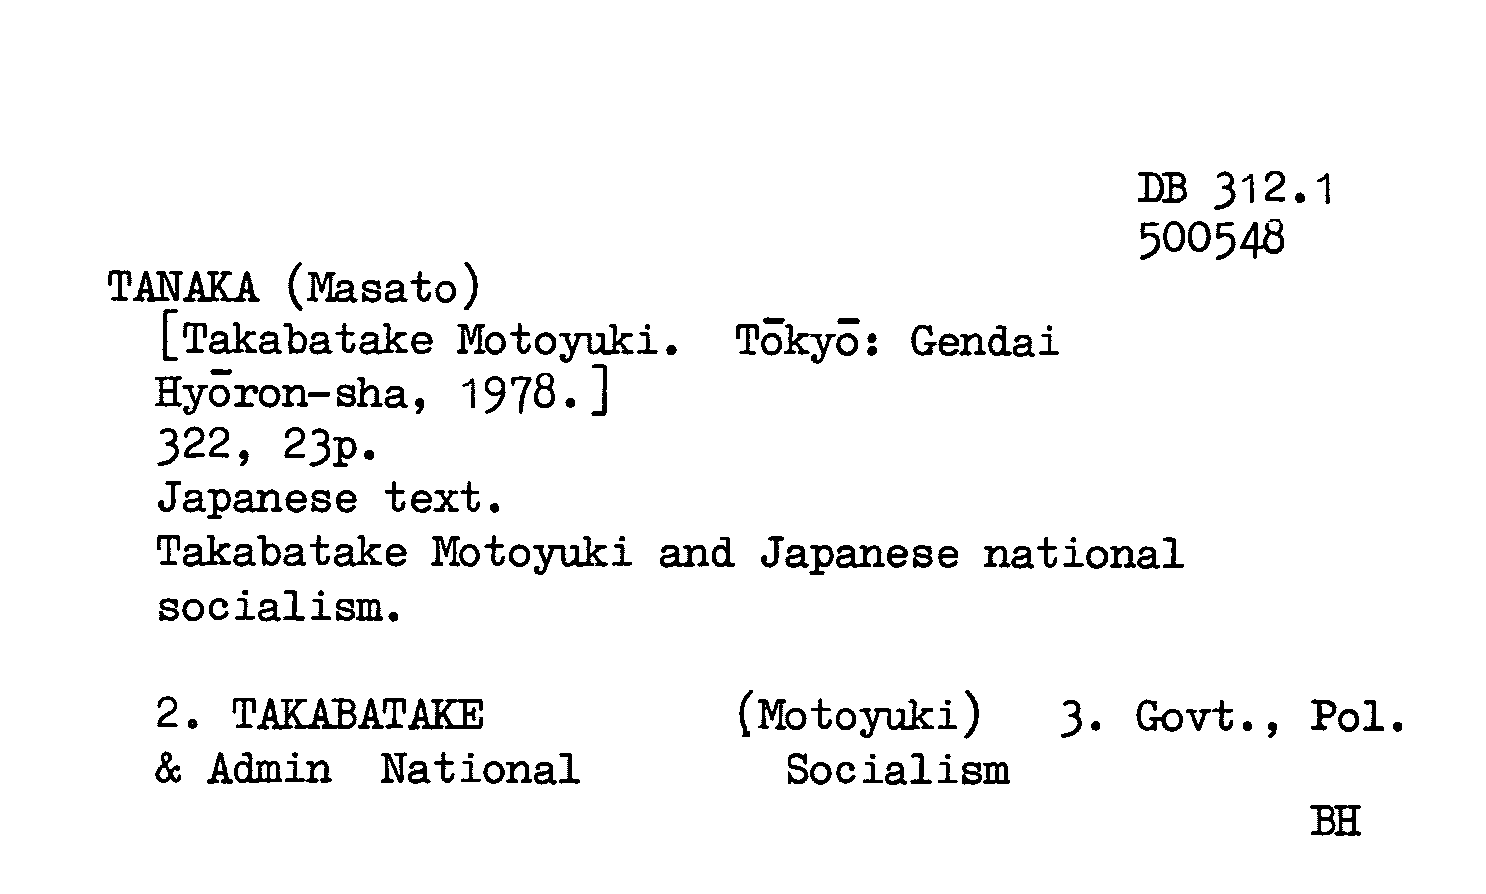 DB 312.1
500548
TANAKA (Masato)
[Takabatake Motoyuki. Tōkyō: Gendai
Hyōron-sha, 1978.]
322, 23p.
Japanese text.
Takabatake Motoyuki and Japanese national
socialism.
2. TAKABATAKE (Motoyuki) 3. Govt., Pol.
& Admin National Socialism
BH